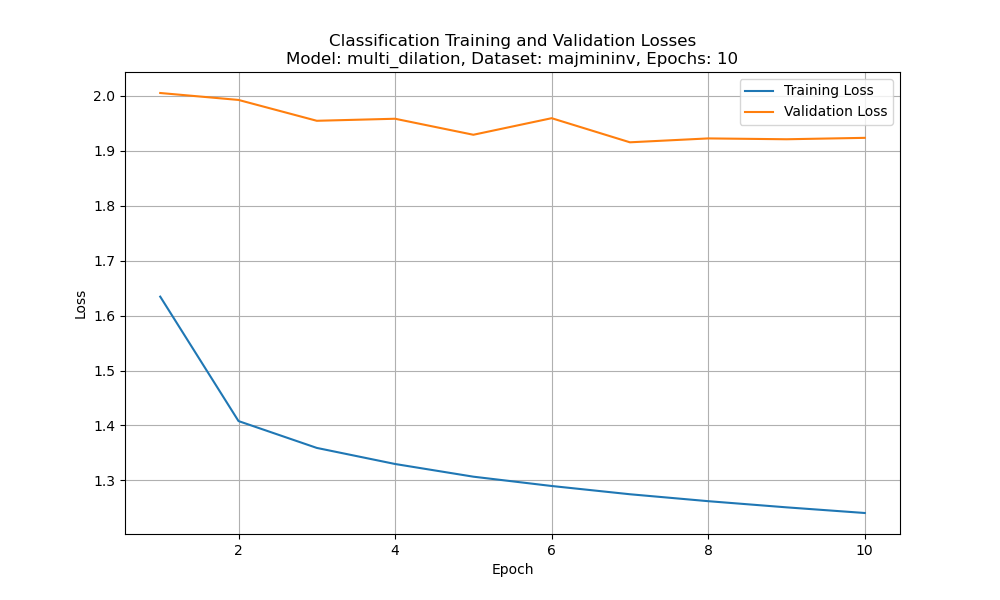 Classification Training and Validation Losses
Model: multi_dilation, Dataset: majmininv, Epochs: 10
Training Loss
Validation Loss
2.0
1.9
1.8
1.7
1.6
1.5
1.4
1.3
Loss
2 4 6 8 10
Epoch